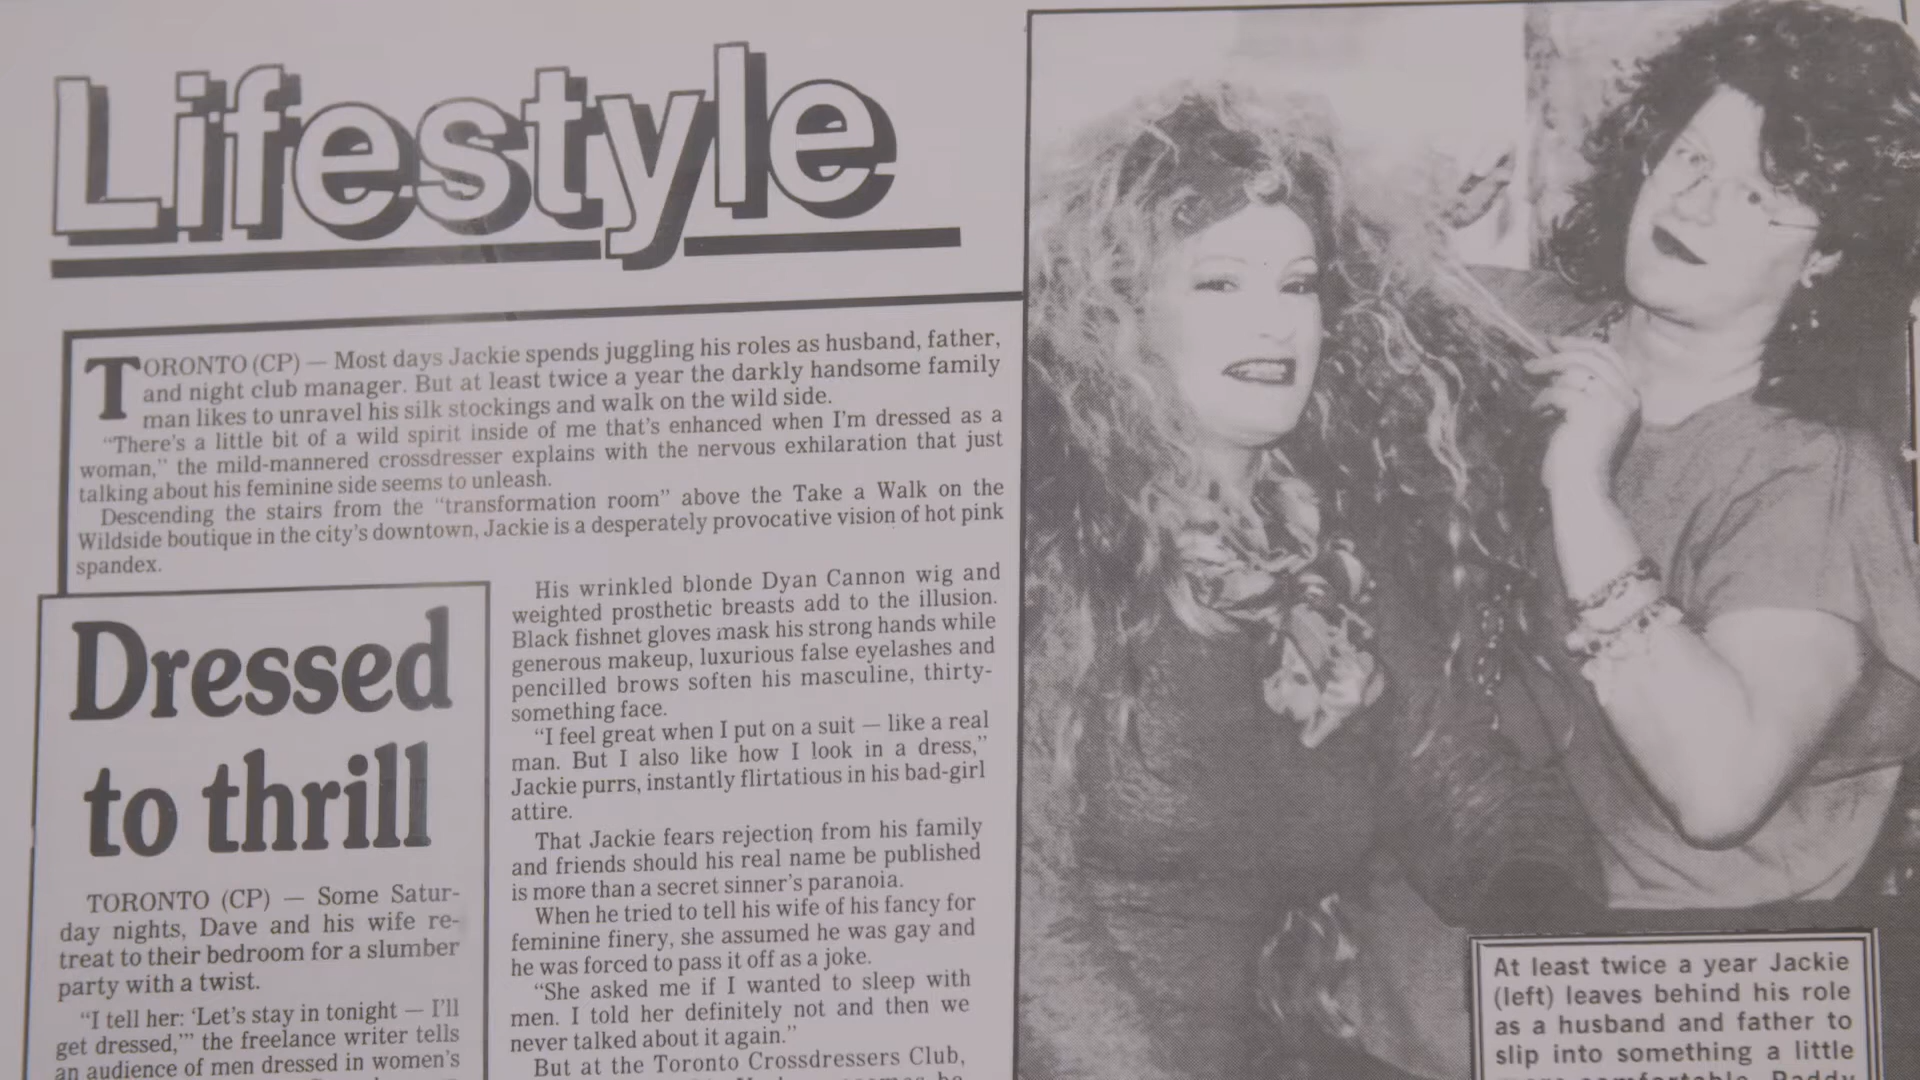 Lifestyle
TORONTO (CP) — Most days Jackie spends juggling his roles as husband, father,
and night club manager. But at least twice a year the darkly handsome family
man likes to unravel his silk stockings and walk on the wild side.
“There's a little bit of a wild spirit inside of me that's enhanced when I'm dressed as a
woman,” the mild-mannered crossdresser explains with the nervous exhilaration that just
talking about his feminine side seems to unleash.
Descending the stairs from the “transformation room” above the Take a Walk on the
Wildside boutique in the city's downtown, Jackie is a desperately provocative vision of hot pink
spandex.
Dressed
to thrill
TORONTO (CP) — Some Satur-
day nights, Dave and his wife re-
treat to their bedroom for a slumber
party with a twist.
“I tell her: ‘Let's stay in tonight — I'll
get dressed,’” the freelance writer tells
an audience of men dressed in women's
His wrinkled blonde Dyan Cannon wig and
weighted prosthetic breasts add to the illusion.
Black fishnet gloves mask his strong hands while
generous makeup, luxurious false eyelashes and
pencilled brows soften his masculine, thirty-
something face.
“I feel great when I put on a suit — like a real
man. But I also like how I look in a dress,”
Jackie purrs, instantly flirtatious in his bad-girl
attire.
That Jackie fears rejection from his family
and friends should his real name be published
is more than a secret sinner's paranoia.
When he tried to tell his wife of his fancy for
feminine finery, she assumed he was gay and
he was forced to pass it off as a joke.
“She asked me if I wanted to sleep with
men. I told her definitely not and then we
never talked about it again.”
But at the Toronto Crossdressers Club,
At least twice a year Jackie
(left) leaves behind his role
as a husband and father to
slip into something a little